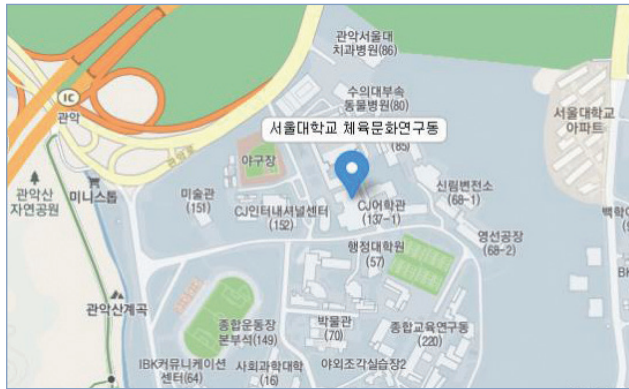 관악서울대
치과병원(86)
수의대부속
동물병원(80)
IC
관악
관악로
서울대학교 체육문화연구동
(85)
서울대학교
아파트
야구장
관악산
자연공원
미니스톱
미술관
(151)
CJ인터내셔널센터
(152)
CJ어학관
(137-1)
신림변전소
(68-1)
행정대학원
(57)
영선공장
(68-2)
관악산계곡
종합운동장
본부석(149)
박물관
(70)
종합교육연구동
(220)
IBK커뮤니케이션
센터(64)
사회과학대학
(16)
야외조각실습장2